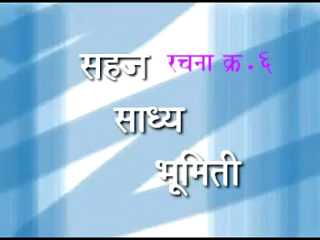 सहज रचना क्र . ६
साध्य
भूमिती